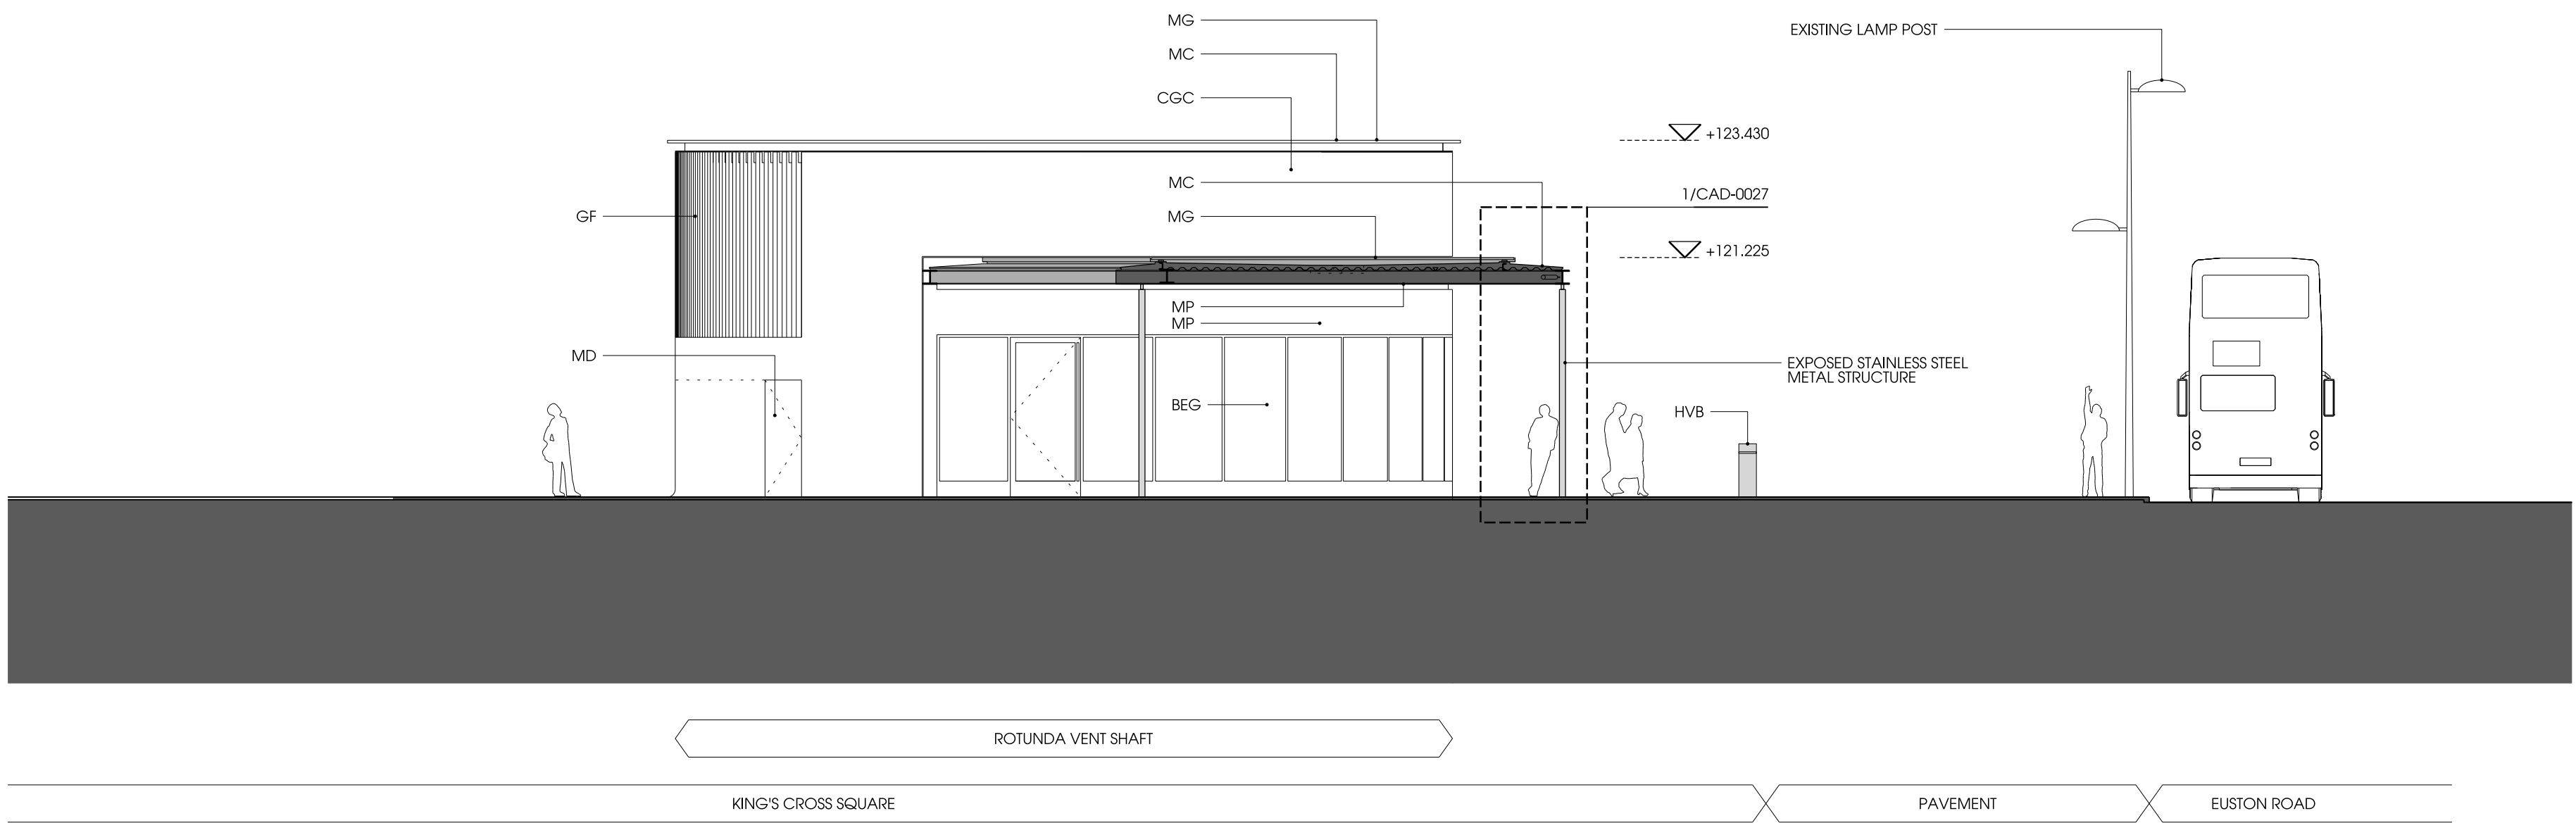 MG
EXISTING LAMP POST
MC
CGC
+123.430
MC
1/CAD-0027
GF
MG
+121.225
MP
MP
MD
EXPOSED STAINLESS STEEL
METAL STRUCTURE
BEG
HVB
ROTUNDA VENT SHAFT
KING'S CROSS SQUARE
PAVEMENT
EUSTON ROAD